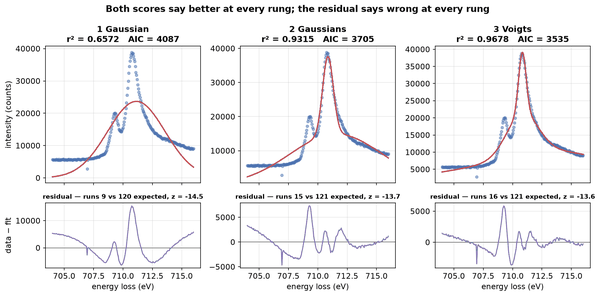 Both scores say better at every rung; the residual says wrong at every rung
1 Gaussian
r² = 0.6572 AIC = 4087
2 Gaussians
r² = 0.9315 AIC = 3705
3 Voigts
r² = 0.9678 AIC = 3535
intensity (counts)
40000
30000
20000
10000
0
40000
30000
20000
10000
40000
35000
30000
25000
20000
15000
10000
5000
residual — runs 9 vs 120 expected, z = -14.5
residual — runs 15 vs 121 expected, z = -13.7
residual — runs 16 vs 121 expected, z = -13.6
data − fit
10000
0
5000
0
−5000
5000
0
705.0 707.5 710.0 712.5 715.0
705.0 707.5 710.0 712.5 715.0
705.0 707.5 710.0 712.5 715.0
energy loss (eV)
energy loss (eV)
energy loss (eV)